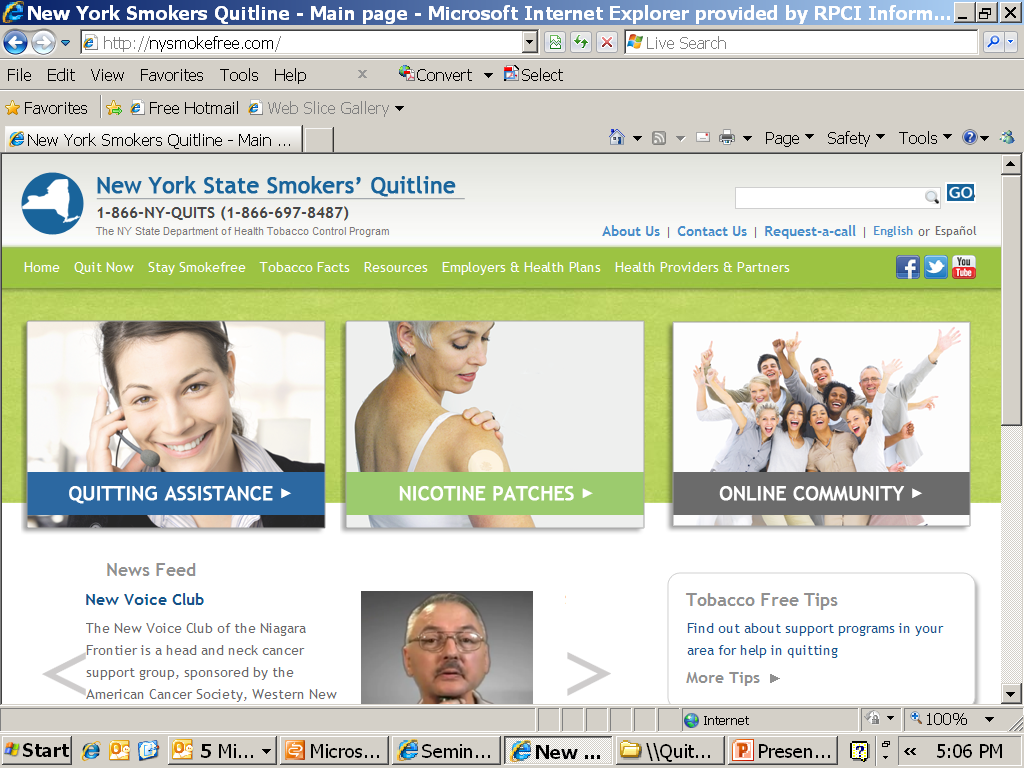 New York Smokers Quitline - Main page - Microsoft Internet Explorer provided by RPCI Inform...
http://nysmokefree.com/
Live Search
File Edit View Favorites Tools Help x Convert Select
Favorites Free Hotmail Web Slice Gallery
New York Smokers Quitline - Main ...
Page Safety Tools
New York State Smokers' Quitline
1-866-NY-QUITS (1-866-697-8487)
GO
The NY State Department of Health Tobacco Control Program
About Us | Contact Us | Request-a-call | English or Español
Home Quit Now Stay Smokefree Tobacco Facts Resources Employers & Health Plans Health Providers & Partners
You Tube
QUITTING ASSISTANCE
NICOTINE PATCHES
ONLINE COMMUNITY
News Feed
New Voice Club
The New Voice Club of the Niagara
Frontier is a head and neck cancer
support group, sponsored by the
American Cancer Society, Western New
Tobacco Free Tips
Find out about support programs in your
area for help in quitting
More Tips
Internet
100%
Start 5 Mi... Micros... Semin... New ... \\Quit... Presen... 5:06 PM